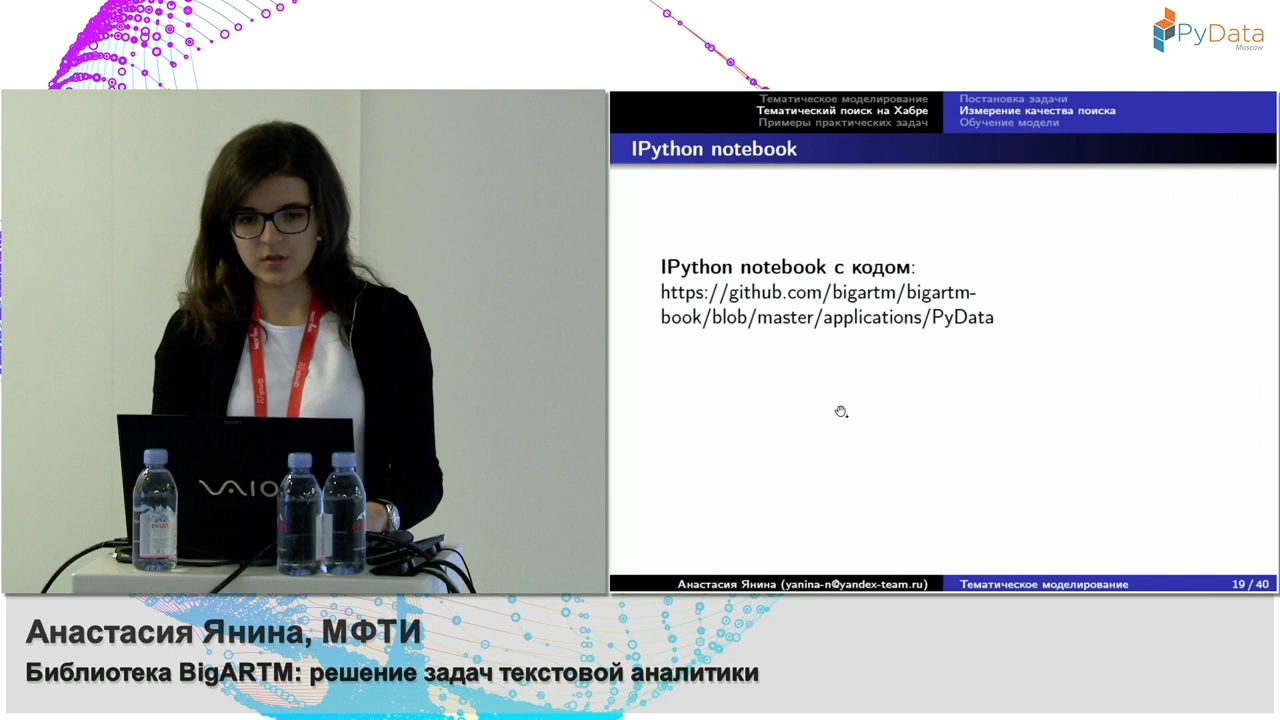 PyData
Moscow
Тематическое моделирование
Тематический поиск на Хабре
Примеры практических задач
Постановка задачи
Измерение качества поиска
Обучение модели
IPython notebook
IPython notebook с кодом:
https://github.com/bigartm/bigartm-
book/blob/master/applications/PyData
VAIO
evian
Анастасия Янина (yanina-n@yandex-team.ru)
Тематическое моделирование
19 / 40
Анастасия Янина, МФТИ
Библиотека BigARTM: решение задач текстовой аналитики